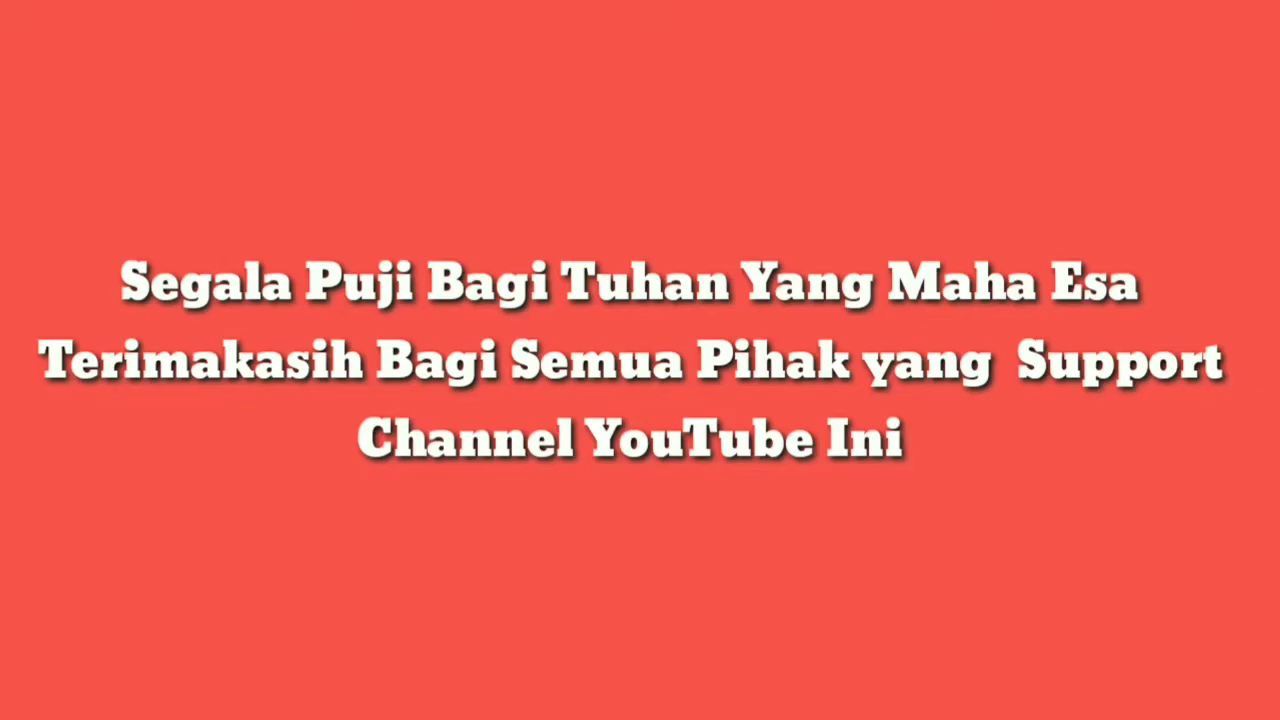 Segala Puji Bagi Tuhan Yang Maha Esa
Terimakasih Bagi Semua Pihak yang Support
Channel YouTube Ini